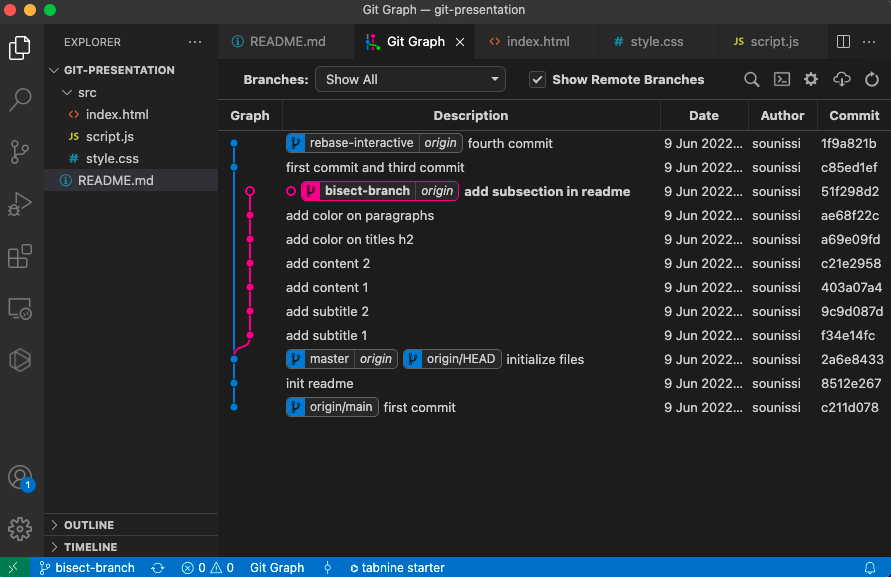 Git Graph — git-presentation
EXPLORER ···
README.md
Git Graph
index.html
style.css
JS script.js
···
GIT-PRESENTATION
src
index.html
JS script.js
# style.css
README.md
Branches: Show All Show Remote Branches
Graph Description Date Author Commit
rebase-interactive origin fourth commit 9 Jun 2022... sounissi 1f9a821b
first commit and third commit 9 Jun 2022... sounissi c85ed1ef
bisect-branch origin add subsection in readme 9 Jun 2022... sounissi 51f298d2
add color on paragraphs 9 Jun 2022... sounissi ae68f22c
add color on titles h2 9 Jun 2022... sounissi a69e09fd
add content 2 9 Jun 2022... sounissi c21e2958
add content 1 9 Jun 2022... sounissi 403a07a4
add subtitle 2 9 Jun 2022... sounissi 9c9d087d
add subtitle 1 9 Jun 2022... sounissi f34e14fc
master origin origin/HEAD initialize files 9 Jun 2022... sounissi 2a6e8433
init readme 9 Jun 2022... sounissi 8512e267
origin/main first commit 9 Jun 2022... sounissi c211d078
1
OUTLINE
TIMELINE
bisect-branch 0 0 Git Graph tabnine starter